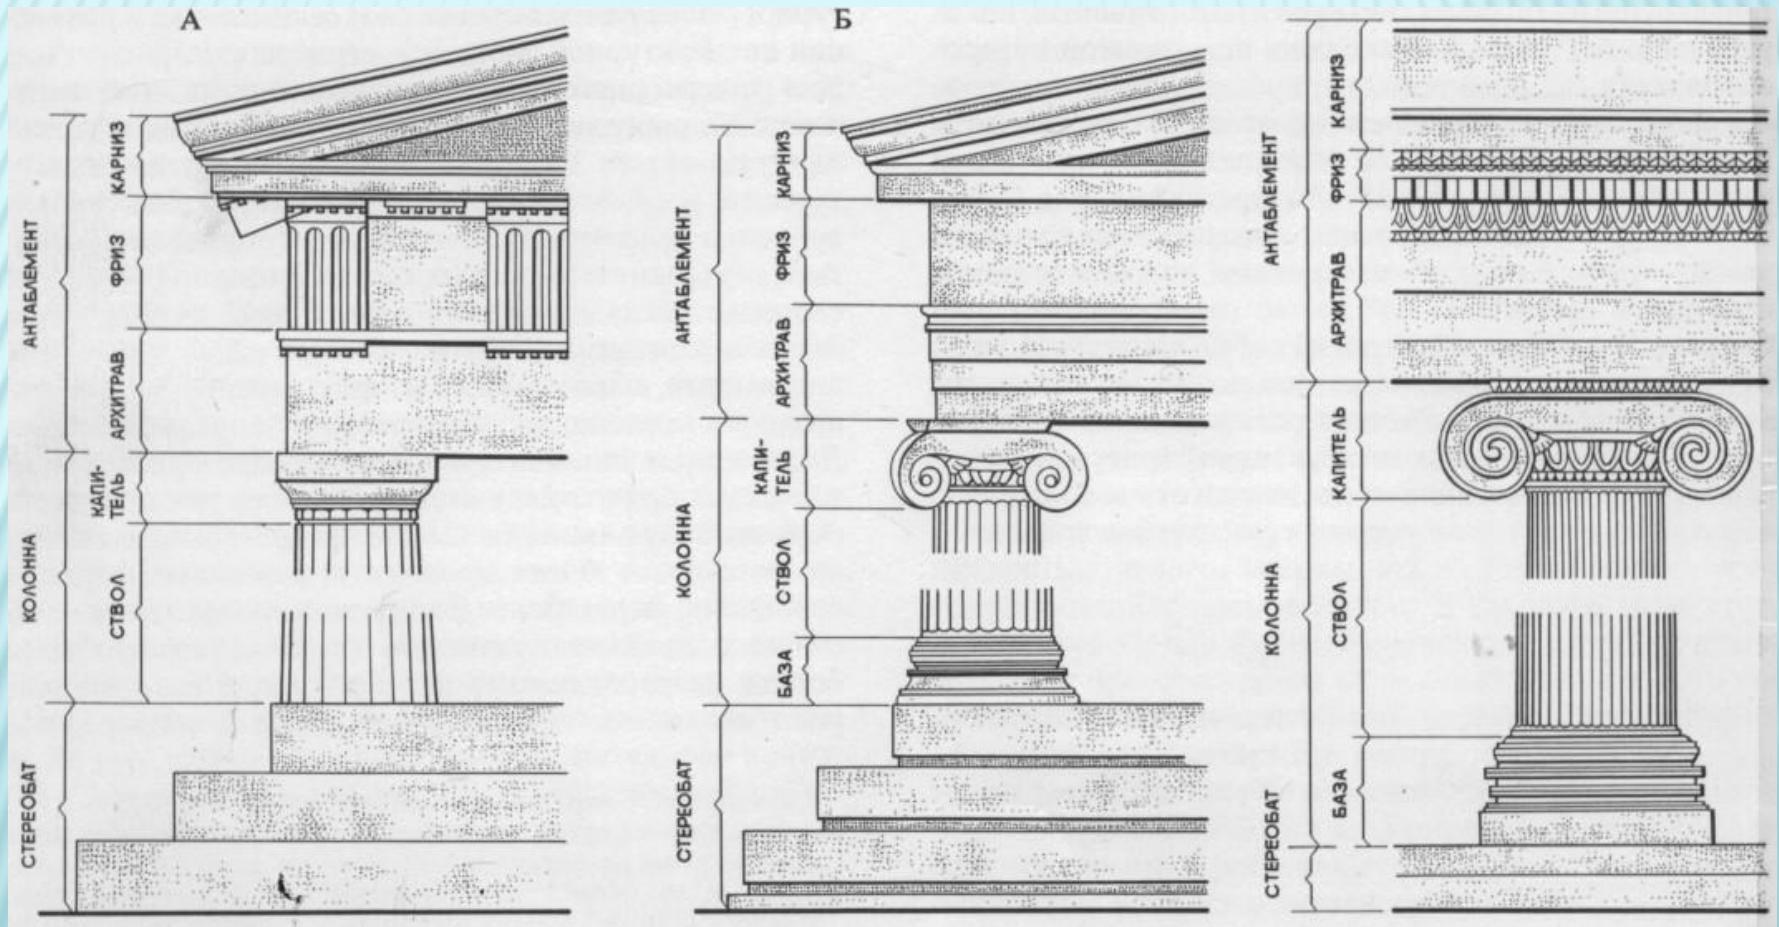 А
АНТАБЛЕМЕНТ
КОЛОННА
СТЕРЕОБАТ
КАРНИЗ
ФРИЗ
АРХИТРАВ
КАПИ-
ТЕЛЬ
СТВОЛ
Б
АНТАБЛЕМЕНТ
КОЛОННА
СТЕРЕОБАТ
КАРНИЗ
ФРИЗ
АРХИТРАВ
КАПИ-
ТЕЛЬ
СТВОЛ
БАЗА
АНТАБЛЕМЕНТ
КОЛОННА
СТЕРЕОБАТ
КАРНИЗ
ФРИЗ
АРХИТРАВ
КАПИТЕЛЬ
СТВОЛ
БАЗА